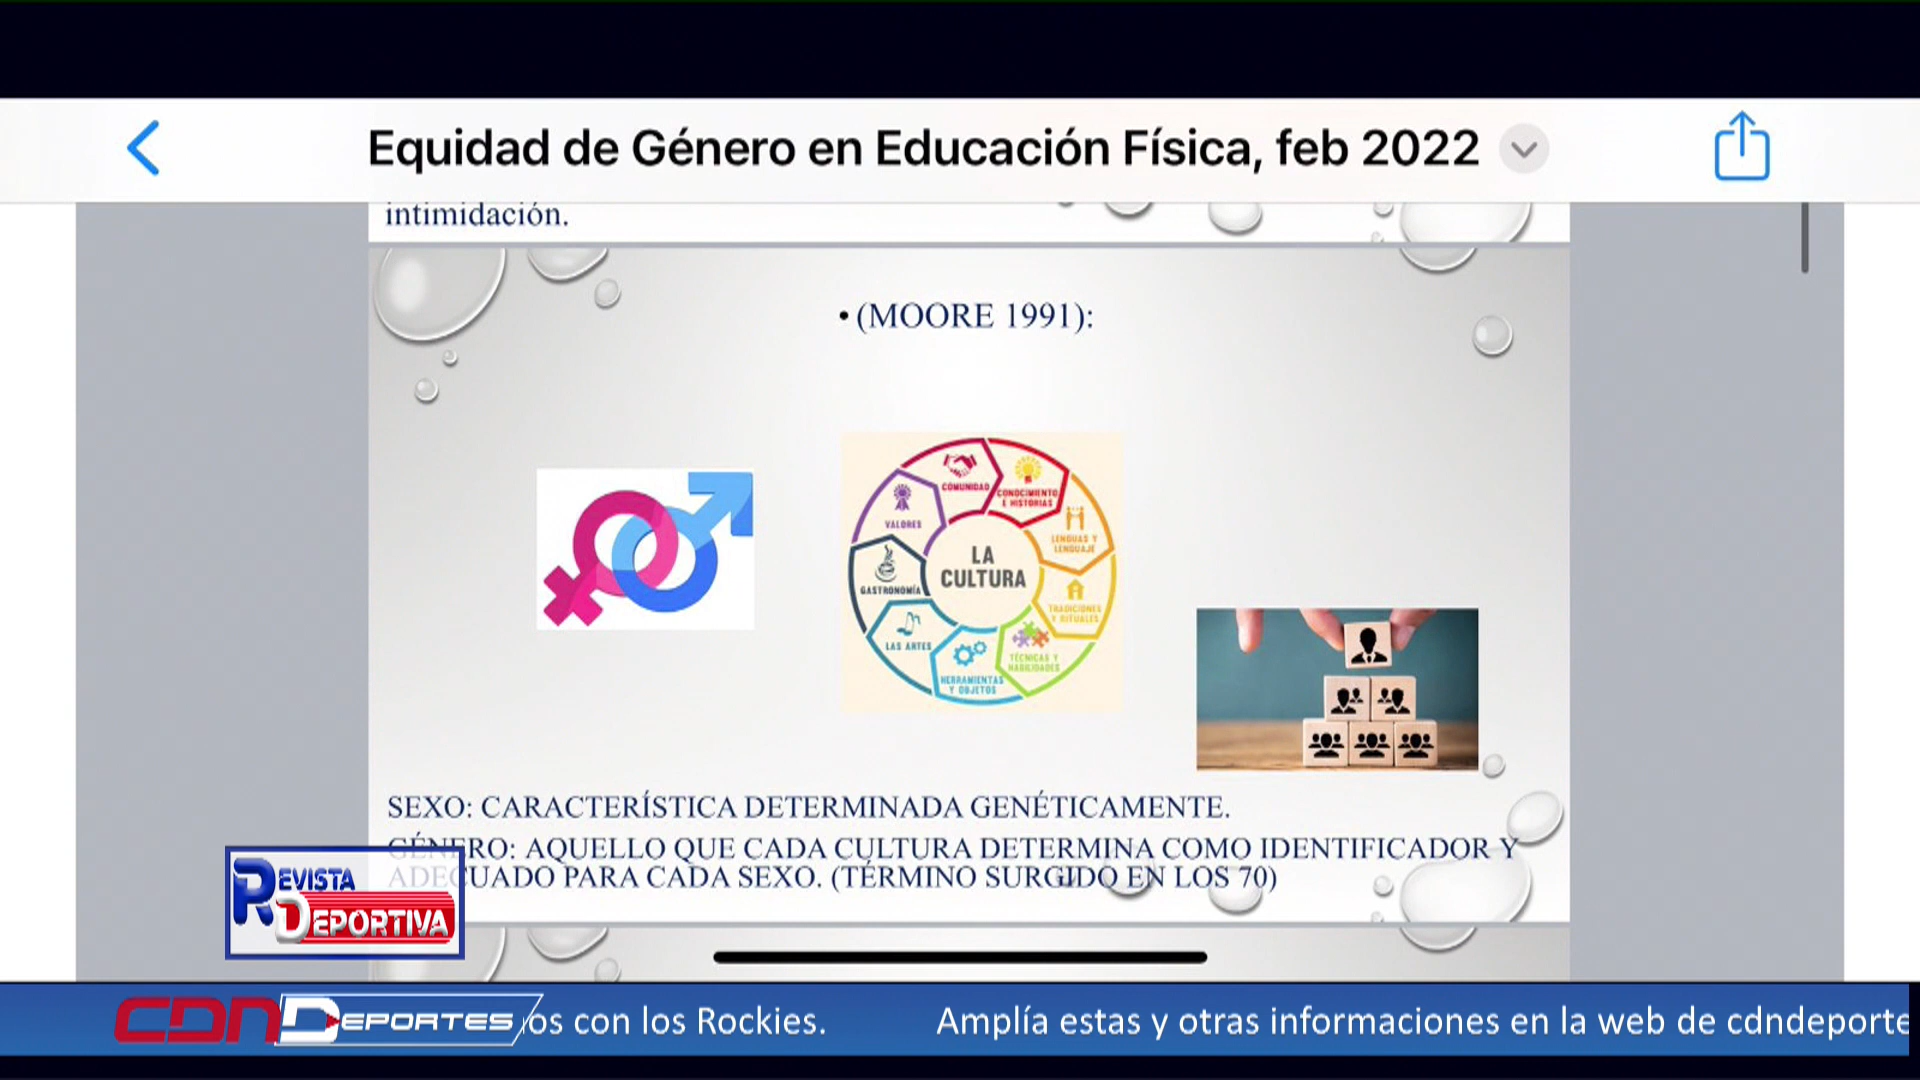 Equidad de Género en Educación Física, feb 2022
intimidación.
• (MOORE 1991):
COMUNIDAD
CONOCIMIENTO
E HISTORIAS
VALORES
LENGUAS Y
LENGUAJE
LA
CULTURA
GASTRONOMÍA
TRADICIONES
Y RITUALES
LAS ARTES
TÉCNICAS Y
HABILIDADES
HERRAMIENTAS
Y OBJETOS
SEXO: CARACTERÍSTICA DETERMINADA GENÉTICAMENTE.
GÉNERO: AQUELLO QUE CADA CULTURA DETERMINA COMO IDENTIFICADOR Y
ADECUADO PARA CADA SEXO. (TÉRMINO SURGIDO EN LOS 70)
REVISTA
DEPORTIVA
CDN DEPORTES os con los Rockies. Amplía estas y otras informaciones en la web de cdndeporte